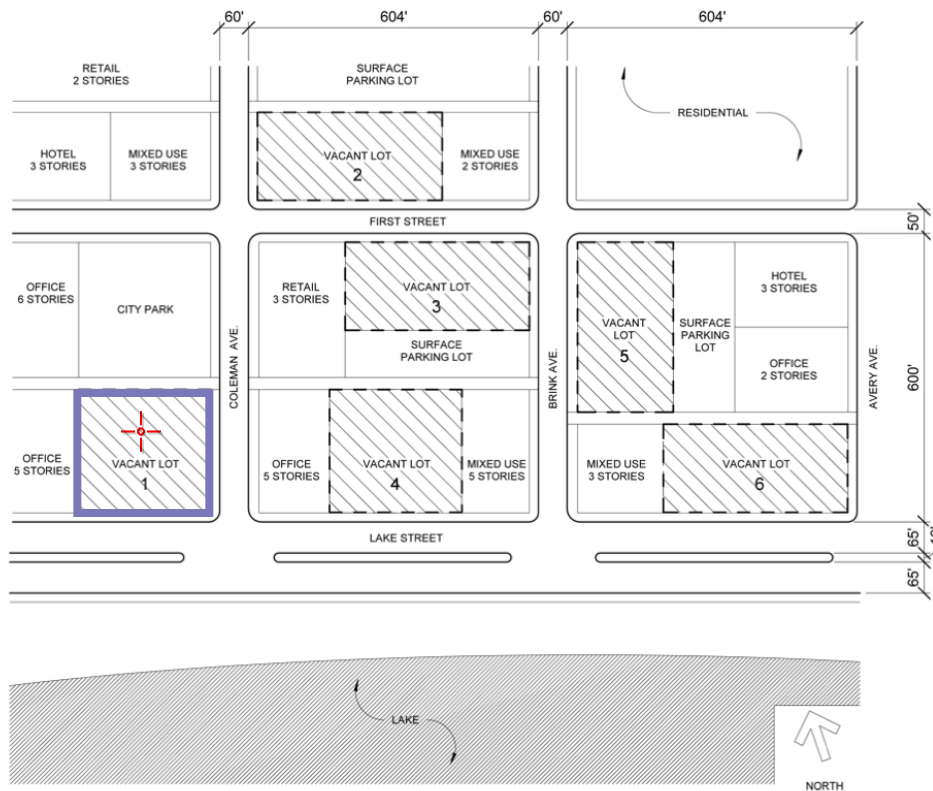 60'
604'
60'
604'
RETAIL
2 STORIES
SURFACE
PARKING LOT
RESIDENTIAL
HOTEL
3 STORIES
MIXED USE
3 STORIES
VACANT LOT
2
MIXED USE
2 STORIES
FIRST STREET
50'
OFFICE
6 STORIES
CITY PARK
COLEMAN AVE.
RETAIL
3 STORIES
VACANT LOT
3
SURFACE
PARKING LOT
BRINK AVE.
VACANT
LOT
5
SURFACE
PARKING
LOT
HOTEL
3 STORIES
OFFICE
2 STORIES
AVERY AVE.
600'
OFFICE
5 STORIES
VACANT LOT
1
OFFICE
5 STORIES
VACANT LOT
4
MIXED USE
5 STORIES
MIXED USE
3 STORIES
VACANT LOT
6
LAKE STREET
65'
65'
LAKE
NORTH